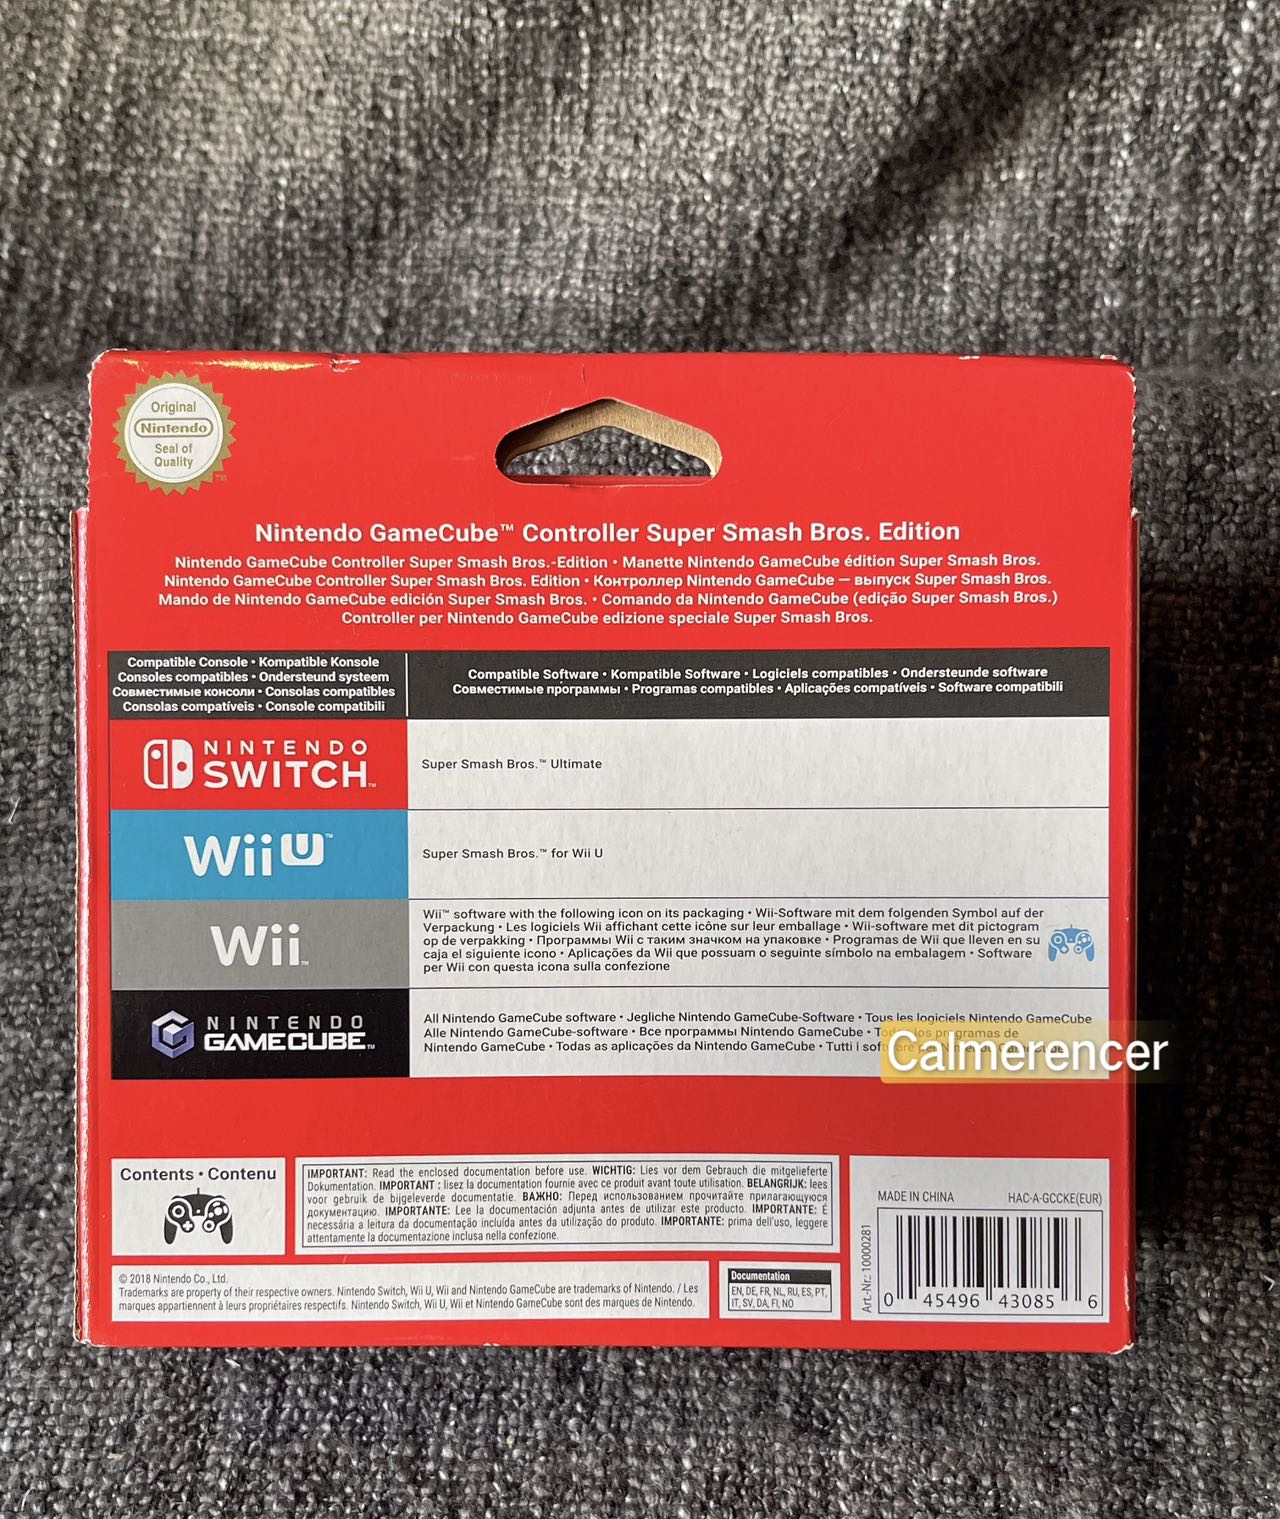 Original
Nintendo
Seal of
Quality
™
Nintendo GameCube™ Controller Super Smash Bros. Edition
Nintendo GameCube Controller Super Smash Bros.-Edition • Manette Nintendo GameCube édition Super Smash Bros.
Nintendo GameCube Controller Super Smash Bros. Edition • Контроллер Nintendo GameCube — выпуск Super Smash Bros.
Mando de Nintendo GameCube edición Super Smash Bros. • Comando da Nintendo GameCube (edição Super Smash Bros.)
Controller per Nintendo GameCube edizione speciale Super Smash Bros.
Compatible Console • Kompatible Konsole
Consoles compatibles • Ondersteund systeem
Совместимые консоли • Consolas compatibles
Consolas compatíveis • Console compatibili
Compatible Software • Kompatible Software • Logiciels compatibles • Ondersteunde software
Совместимые программы • Programas compatibles • Aplicações compatíveis • Software compatibili
NINTENDO
SWITCH™
Super Smash Bros.™ Ultimate
Wii U™
Super Smash Bros.™ for Wii U
Wii™
Wii™ software with the following icon on its packaging • Wii-Software mit dem folgenden Symbol auf der
Verpackung • Les logiciels Wii affichant cette icône sur leur emballage • Wii-software met dit pictogram
op de verpakking • Программы Wii с таким значком на упаковке • Programas de Wii que lleven en su
caja el siguiente icono • Aplicações da Wii que possuam o seguinte símbolo na embalagem • Software
per Wii con questa icona sulla confezione
NINTENDO
GAMECUBE™
All Nintendo GameCube software • Jegliche Nintendo GameCube-Software • Tous les logiciels Nintendo GameCube
Alle Nintendo GameCube-software • Все программы Nintendo GameCube • Todos los programas de
Nintendo GameCube • Todas as aplicações da Nintendo GameCube • Tutti i software per Nintendo GameCube
Calmerencer
Contents • Contenu
IMPORTANT: Read the enclosed documentation before use. WICHTIG: Lies vor dem Gebrauch die mitgelieferte
Dokumentation. IMPORTANT : lisez la documentation fournie avec ce produit avant toute utilisation. BELANGRIJK: lees
voor gebruik de bijgeleverde documentatie. ВАЖНО: Перед использованием прочитайте прилагающуюся
документацию. IMPORTANTE: Lee la documentación adjunta antes de utilizar este producto. IMPORTANTE: É
necessária a leitura da documentação incluída antes da utilização do produto. IMPORTANTE: prima dell'uso, leggere
attentamente la documentazione inclusa nella confezione.
© 2018 Nintendo Co., Ltd.
Trademarks are property of their respective owners. Nintendo Switch, Wii U, Wii and Nintendo GameCube are trademarks of Nintendo. / Les
marques appartiennent à leurs propriétaires respectifs. Nintendo Switch, Wii U, Wii et Nintendo GameCube sont des marques de Nintendo.
Documentation
EN, DE, FR, NL, RU, ES, PT,
IT, SV, DA, FI, NO
MADE IN CHINA HAC-A-GCCKE(EUR)
Art.-Nr.: 10000281
0 45496 43085 6